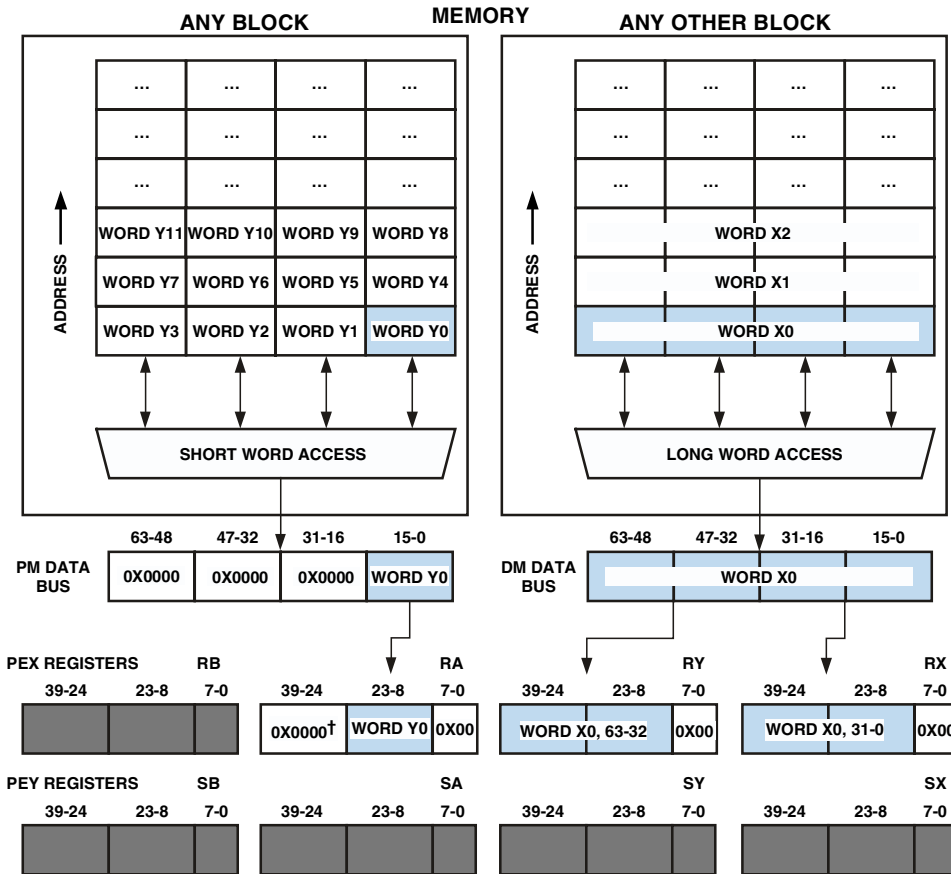 MEMORY
ANY BLOCK ANY OTHER BLOCK
... ... ... ... ... ... ... ...
... ... ... ... ... ... ... ...
... ... ... ... ... ... ... ...
WORD Y11 WORD Y10 WORD Y9 WORD Y8 WORD X2
WORD Y7 WORD Y6 WORD Y5 WORD Y4 WORD X1
WORD Y3 WORD Y2 WORD Y1 WORD Y0 WORD X0
ADDRESS ADDRESS
SHORT WORD ACCESS LONG WORD ACCESS
63-48 47-32 31-16 15-0 63-48 47-32 31-16 15-0
PM DATA BUS 0X0000 0X0000 0X0000 WORD Y0 DM DATA BUS WORD X0
PEX REGISTERS RB RA RY RX
39-24 23-8 7-0 39-24 23-8 7-0 39-24 23-8 7-0 39-24 23-8 7-0
0X0000† WORD Y0 0X00 WORD X0, 63-32 0X00 WORD X0, 31-0 0X00
PEY REGISTERS SB SA SY SX
39-24 23-8 7-0 39-24 23-8 7-0 39-24 23-8 7-0 39-24 23-8 7-0